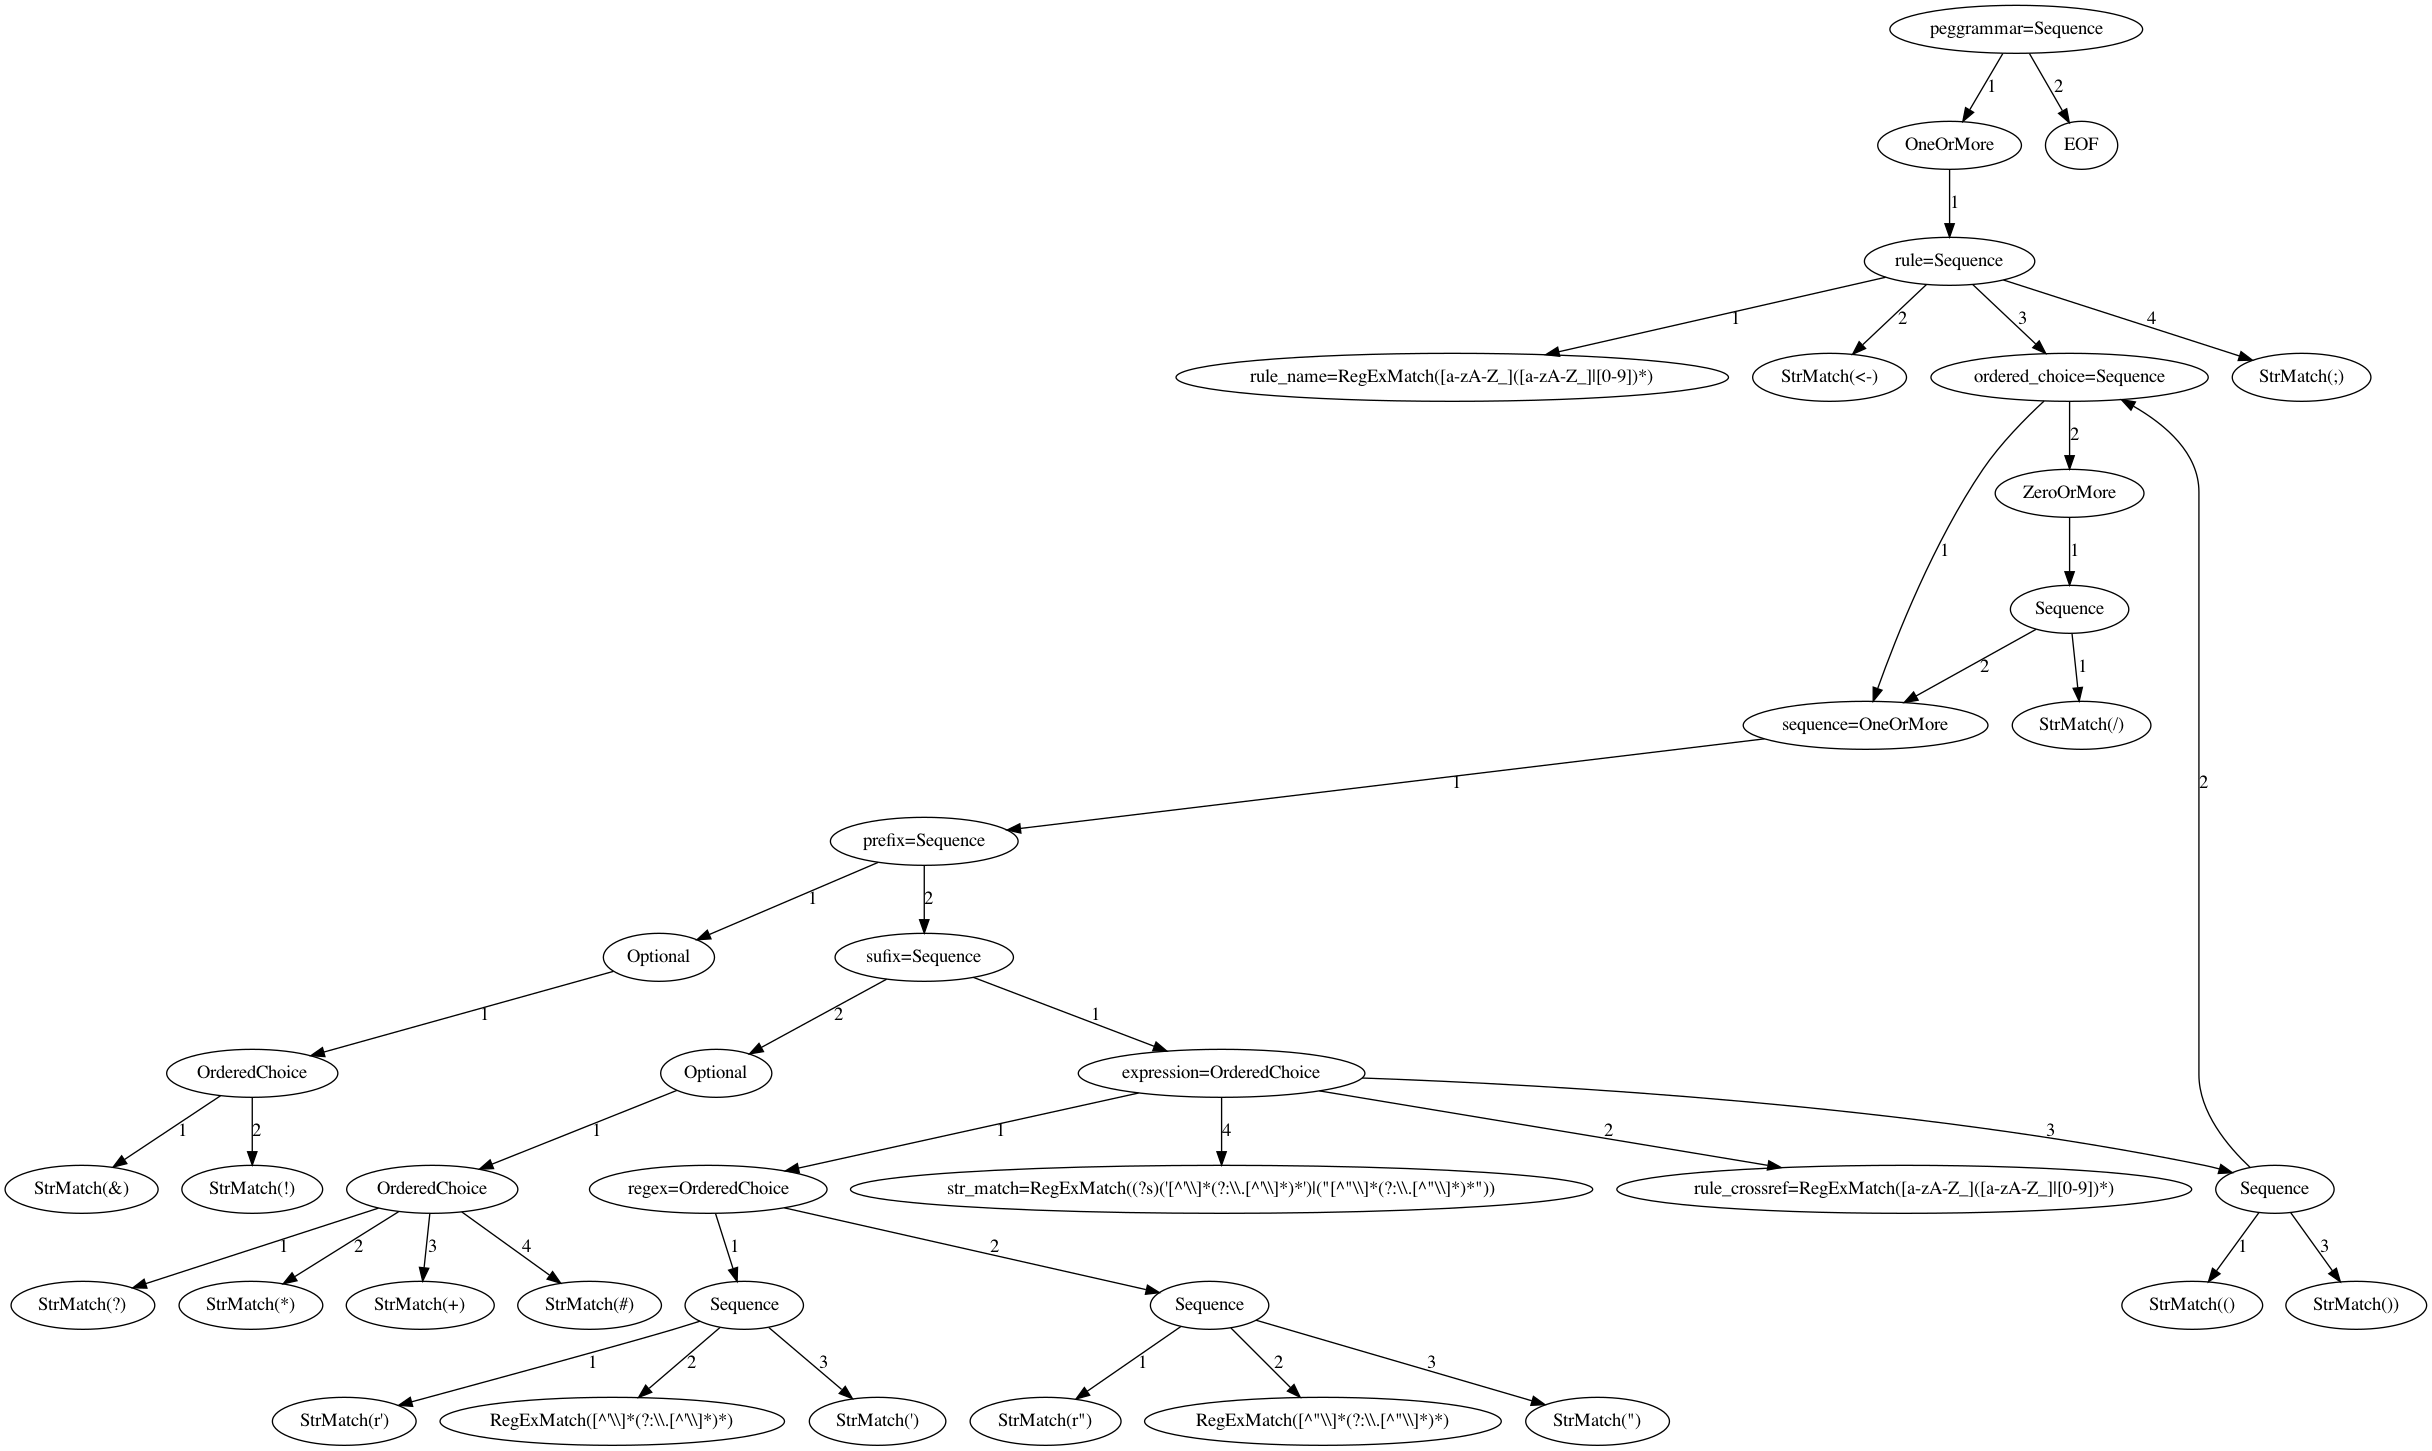 peggrammar=Sequence
1
2
OneOrMore
EOF
1
rule=Sequence
1
2
3
4
rule_name=RegExMatch([a-zA-Z_]([a-zA-Z_]|[0-9])*)
StrMatch(<-)
ordered_choice=Sequence
StrMatch(;)
2
ZeroOrMore
1
1
Sequence
2
1
sequence=OneOrMore
StrMatch(/)
1
2
prefix=Sequence
1
2
Optional
sufix=Sequence
1
2
1
OrderedChoice
Optional
expression=OrderedChoice
1
2
1
1
4
2
3
StrMatch(&)
StrMatch(!)
OrderedChoice
regex=OrderedChoice
str_match=RegExMatch((?s)('[^'\\]*(?:\\.[^'\\]*)*')|("[^"\\]*(?:\\.[^"\\]*)*"))
rule_crossref=RegExMatch([a-zA-Z_]([a-zA-Z_]|[0-9])*)
Sequence
1
2
3
4
1
2
1
3
StrMatch(?)
StrMatch(*)
StrMatch(+)
StrMatch(#)
Sequence
Sequence
StrMatch(()
StrMatch())
1
2
3
1
2
3
StrMatch(r')
RegExMatch([^'\\]*(?:\\.[^'\\]*)*)
StrMatch(')
StrMatch(r")
RegExMatch([^"\\]*(?:\\.[^"\\]*)*)
StrMatch(")